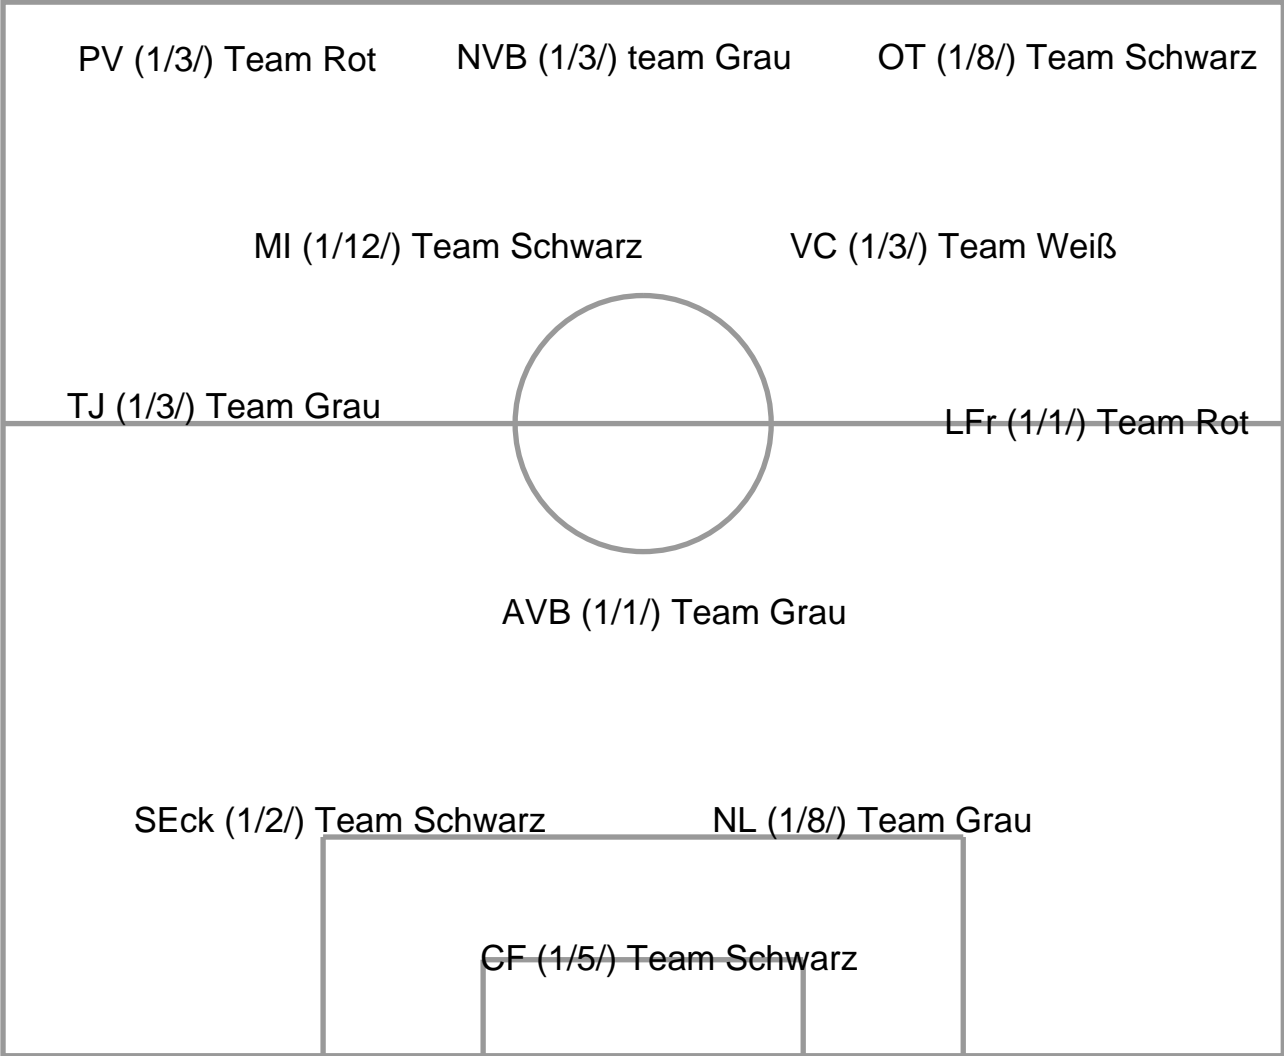 PV (1/3/) Team Rot
NVB (1/3/) team Grau
OT (1/8/) Team Schwarz
MI (1/12/) Team Schwarz
VC (1/3/) Team Weiß
TJ (1/3/) Team Grau
LFr (1/1/) Team Rot
AVB (1/1/) Team Grau
SEck (1/2/) Team Schwarz
NL (1/8/) Team Grau
CF (1/5/) Team Schwarz